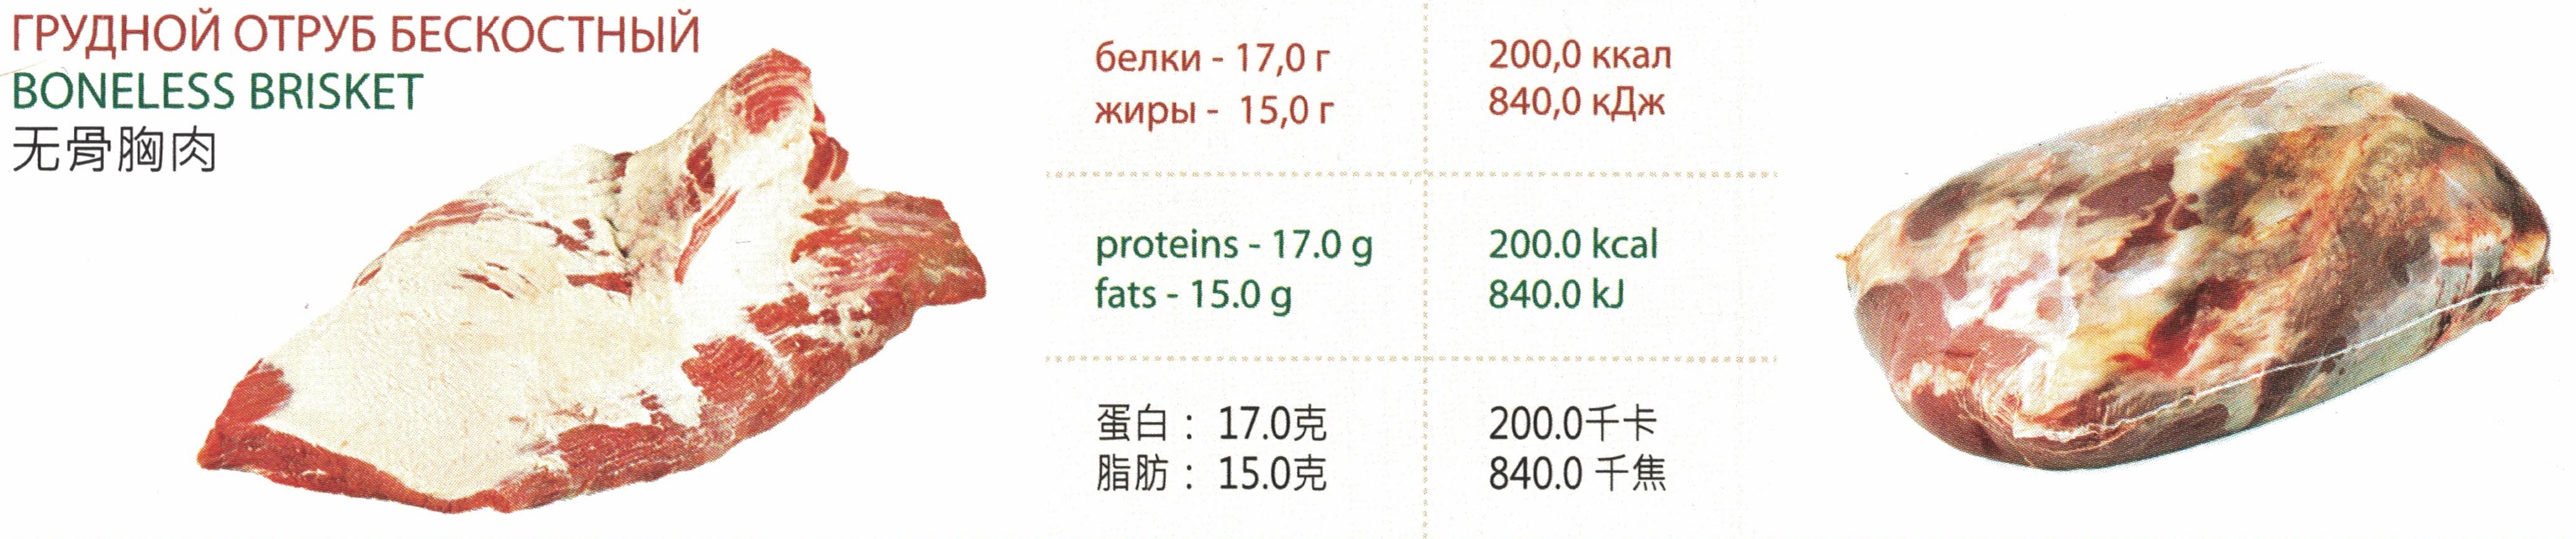 ГРУДНОЙ ОТРУБ БЕСКОСТНЫЙ
BONELESS BRISKET
无骨胸肉
белки - 17,0 г
жиры - 15,0 г
200,0 ккал
840,0 кДж
proteins - 17.0 g
fats - 15.0 g
200.0 kcal
840.0 kJ
蛋白： 17.0克
脂肪： 15.0克
200.0千卡
840.0 千焦